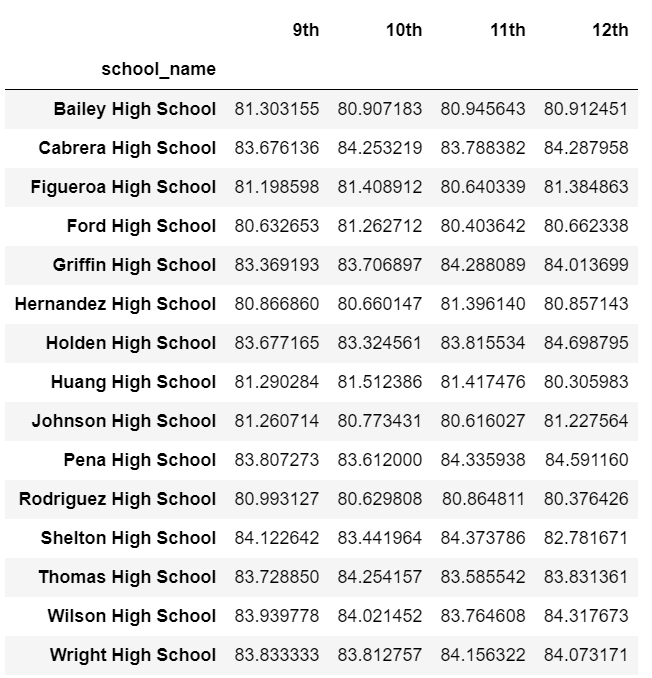 9th 10th 11th 12th
school_name
Bailey High School 81.303155 80.907183 80.945643 80.912451
Cabrera High School 83.676136 84.253219 83.788382 84.287958
Figueroa High School 81.198598 81.408912 80.640339 81.384863
Ford High School 80.632653 81.262712 80.403642 80.662338
Griffin High School 83.369193 83.706897 84.288089 84.013699
Hernandez High School 80.866860 80.660147 81.396140 80.857143
Holden High School 83.677165 83.324561 83.815534 84.698795
Huang High School 81.290284 81.512386 81.417476 80.305983
Johnson High School 81.260714 80.773431 80.616027 81.227564
Pena High School 83.807273 83.612000 84.335938 84.591160
Rodriguez High School 80.993127 80.629808 80.864811 80.376426
Shelton High School 84.122642 83.441964 84.373786 82.781671
Thomas High School 83.728850 84.254157 83.585542 83.831361
Wilson High School 83.939778 84.021452 83.764608 84.317673
Wright High School 83.833333 83.812757 84.156322 84.073171